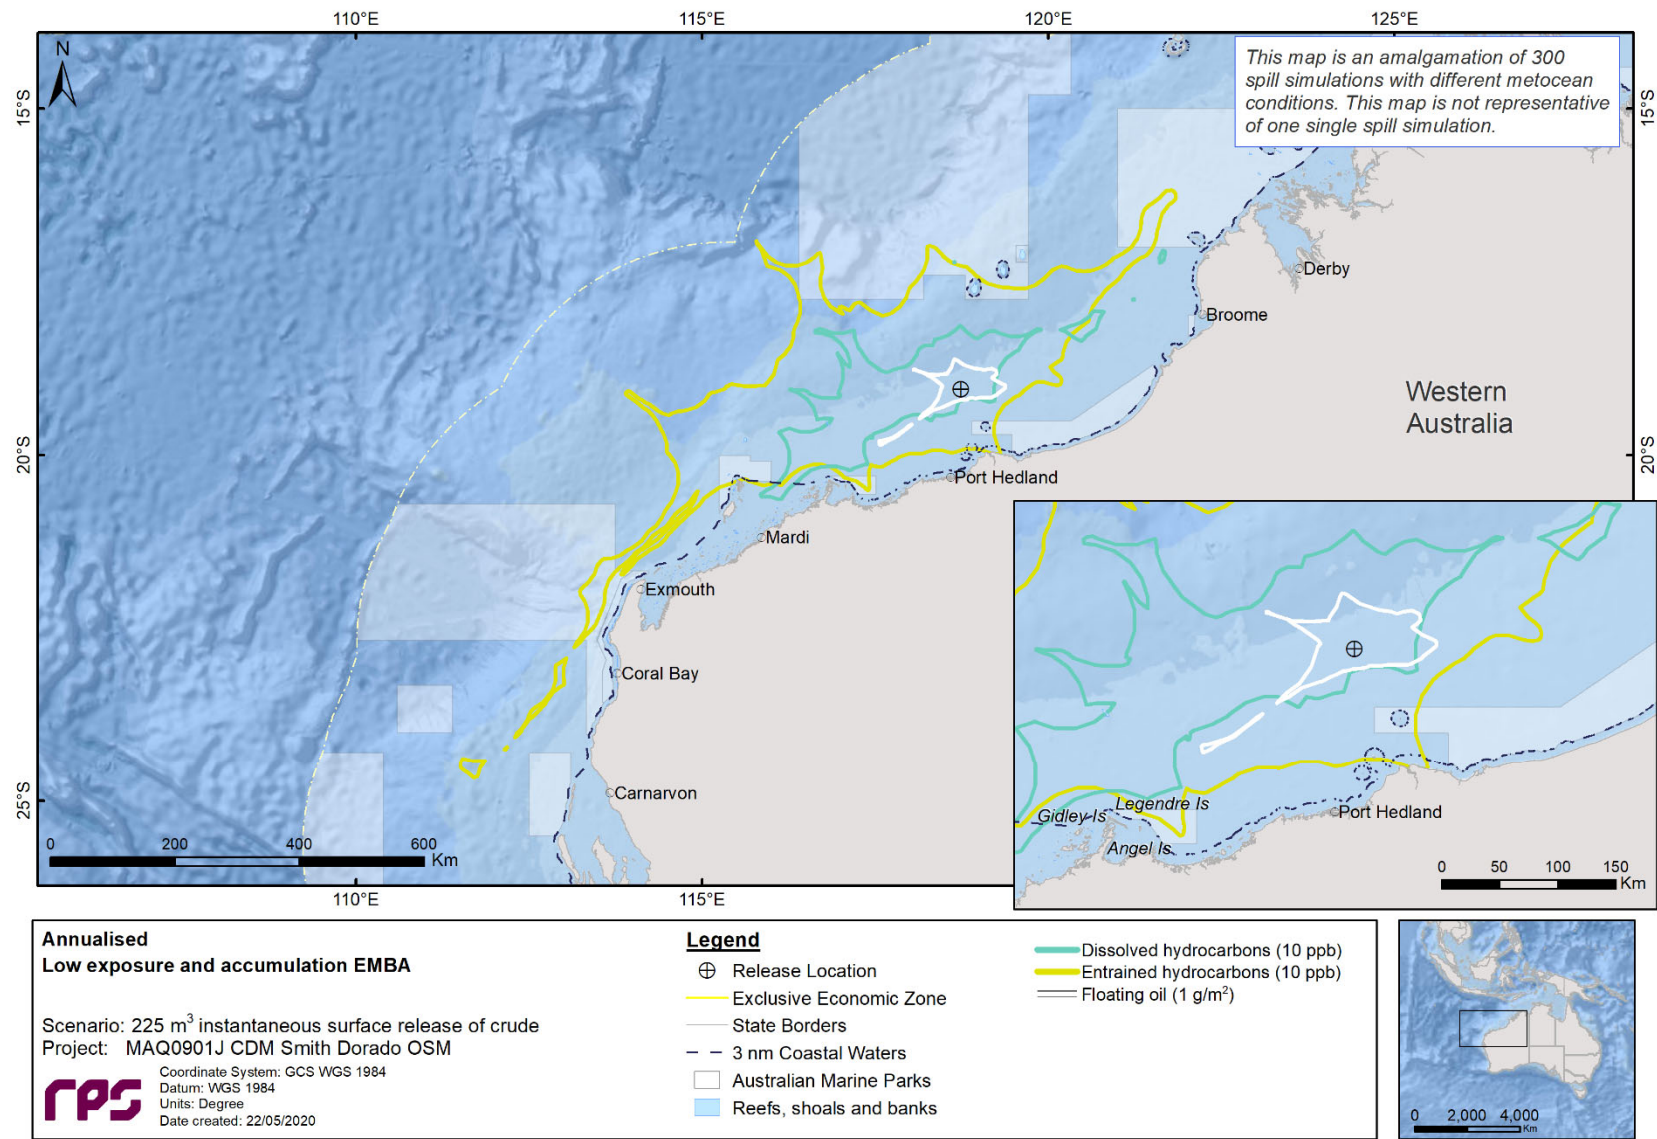 110°E
115°E
120°E
125°E
N
This map is an amalgamation of 300
spill simulations with different metocean
conditions. This map is not representative
of one single spill simulation.
15°S
15°S
Derby
Broome
Western
Australia
20°S
20°S
Port Hedland
Mardi
Exmouth
Coral Bay
Carnarvon
25°S
0 200 400 600
Km
Legendre Is
Gidley Is
Angel Is
Port Hedland
0 50 100 150
Km
110°E
115°E
Annualised
Low exposure and accumulation EMBA
Scenario: 225 m³ instantaneous surface release of crude
Project: MAQ0901J CDM Smith Dorado OSM
rps
Coordinate System: GCS WGS 1984
Datum: WGS 1984
Units: Degree
Date created: 22/05/2020
Legend
Release Location
Exclusive Economic Zone
State Borders
3 nm Coastal Waters
Australian Marine Parks
Reefs, shoals and banks
Dissolved hydrocarbons (10 ppb)
Entrained hydrocarbons (10 ppb)
Floating oil (1 g/m²)
0 2,000 4,000
Km